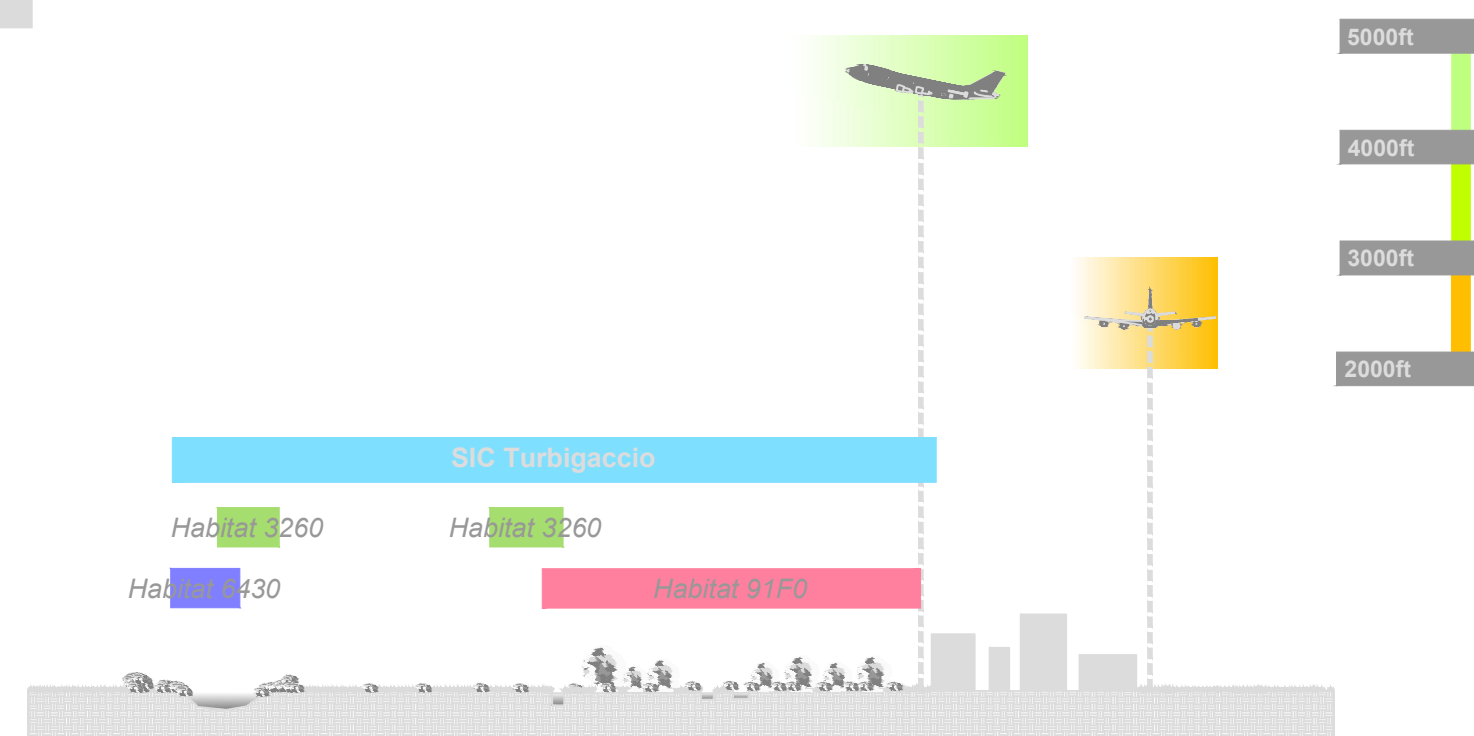 5000ft
4000ft
3000ft
2000ft
SIC Turbigaccio
Habitat 3260
Habitat 3260
Habitat 6430
Habitat 91F0